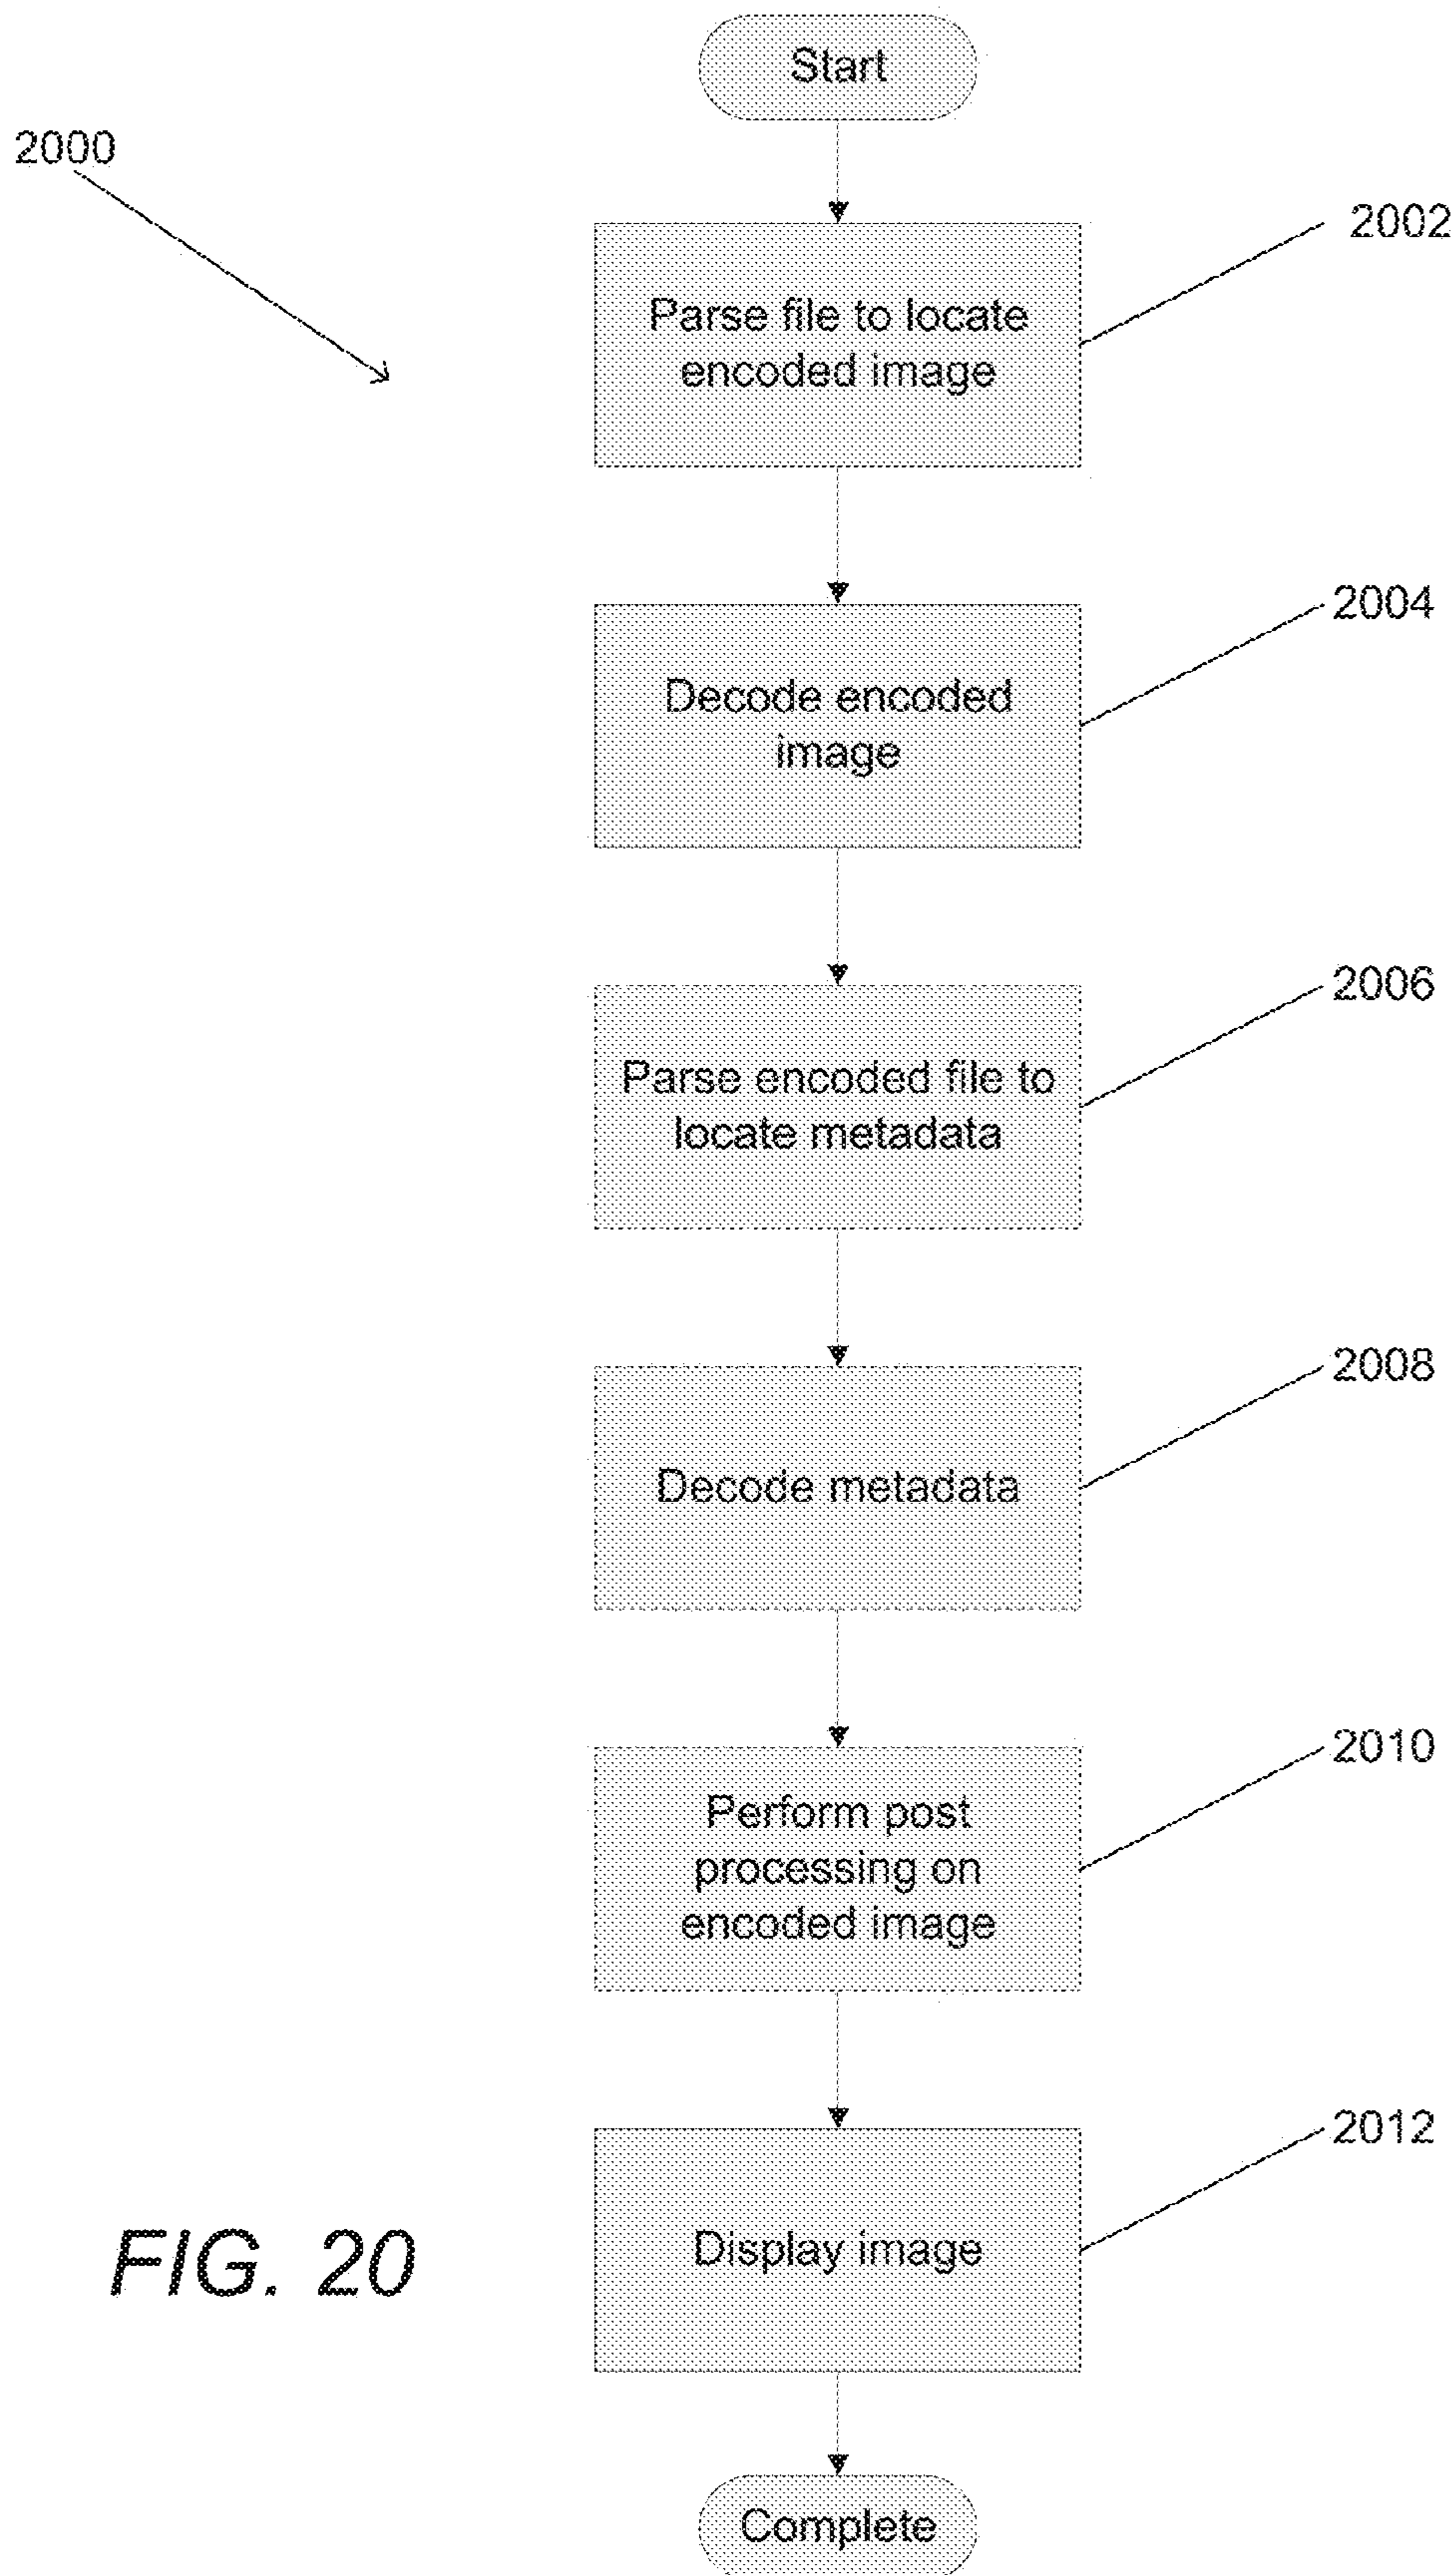 Start
2000
2002
Parse file to locate
encoded image
2004
Decode encoded
image
2006
Parse encoded file to
locate metadata
2008
Decode metadata
2010
Perform post
processing on
encoded image
2012
Display image
FIG. 20
Complete